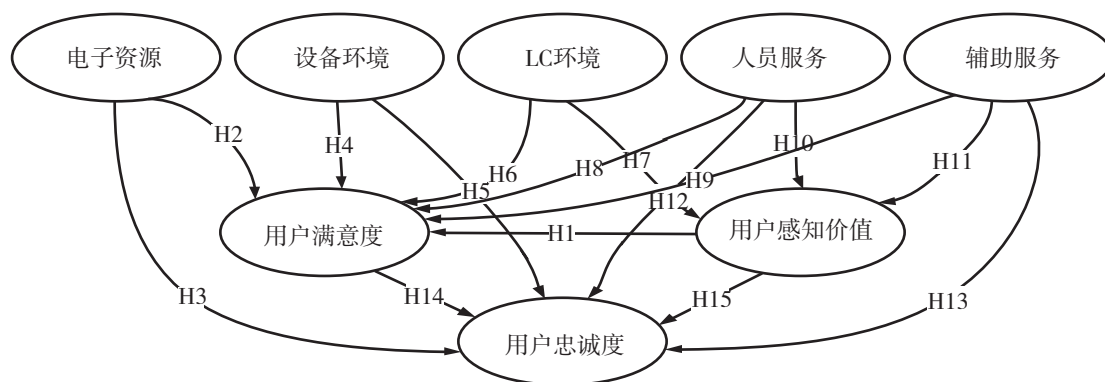 电子资源
设备环境
LC环境
人员服务
辅助服务
H2
H4
H7
H10
H11
H6
H8
H5
H9
H12
用户满意度
H1
用户感知价值
H3
H14
H15
H13
用户忠诚度